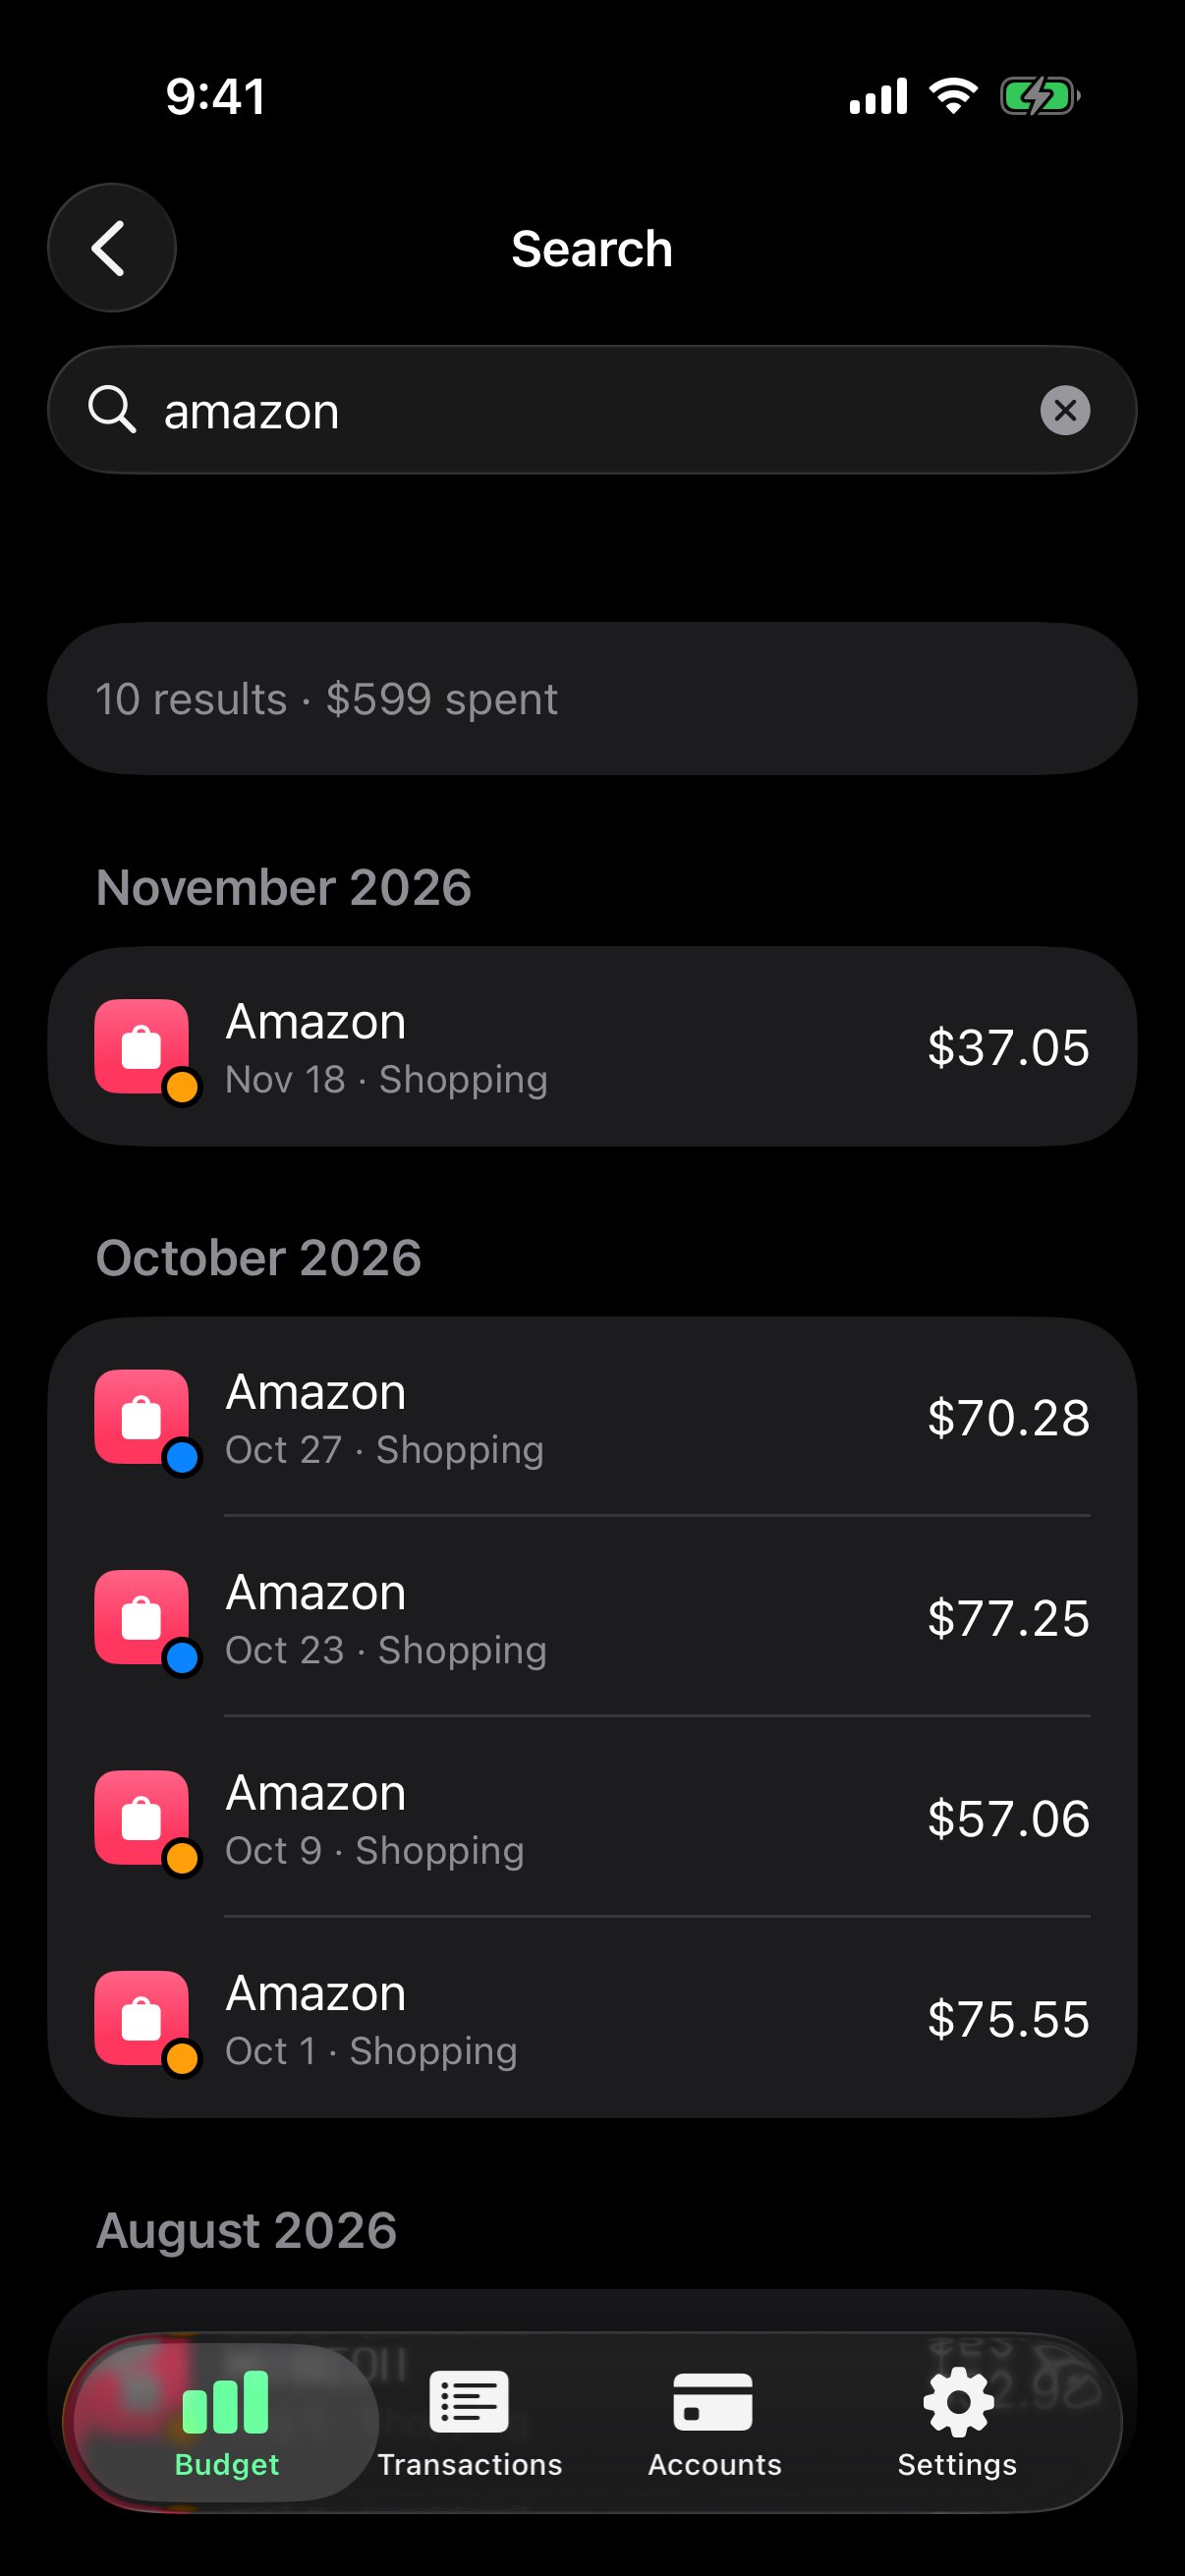 9:41
Search
amazon
10 results · $599 spent
November 2026
Amazon
$37.05
Nov 18 · Shopping
October 2026
Amazon
$70.28
Oct 27 · Shopping
Amazon
$77.25
Oct 23 · Shopping
Amazon
$57.06
Oct 9 · Shopping
Amazon
$75.55
Oct 1 · Shopping
August 2026
Budget
Transactions
Accounts
Settings